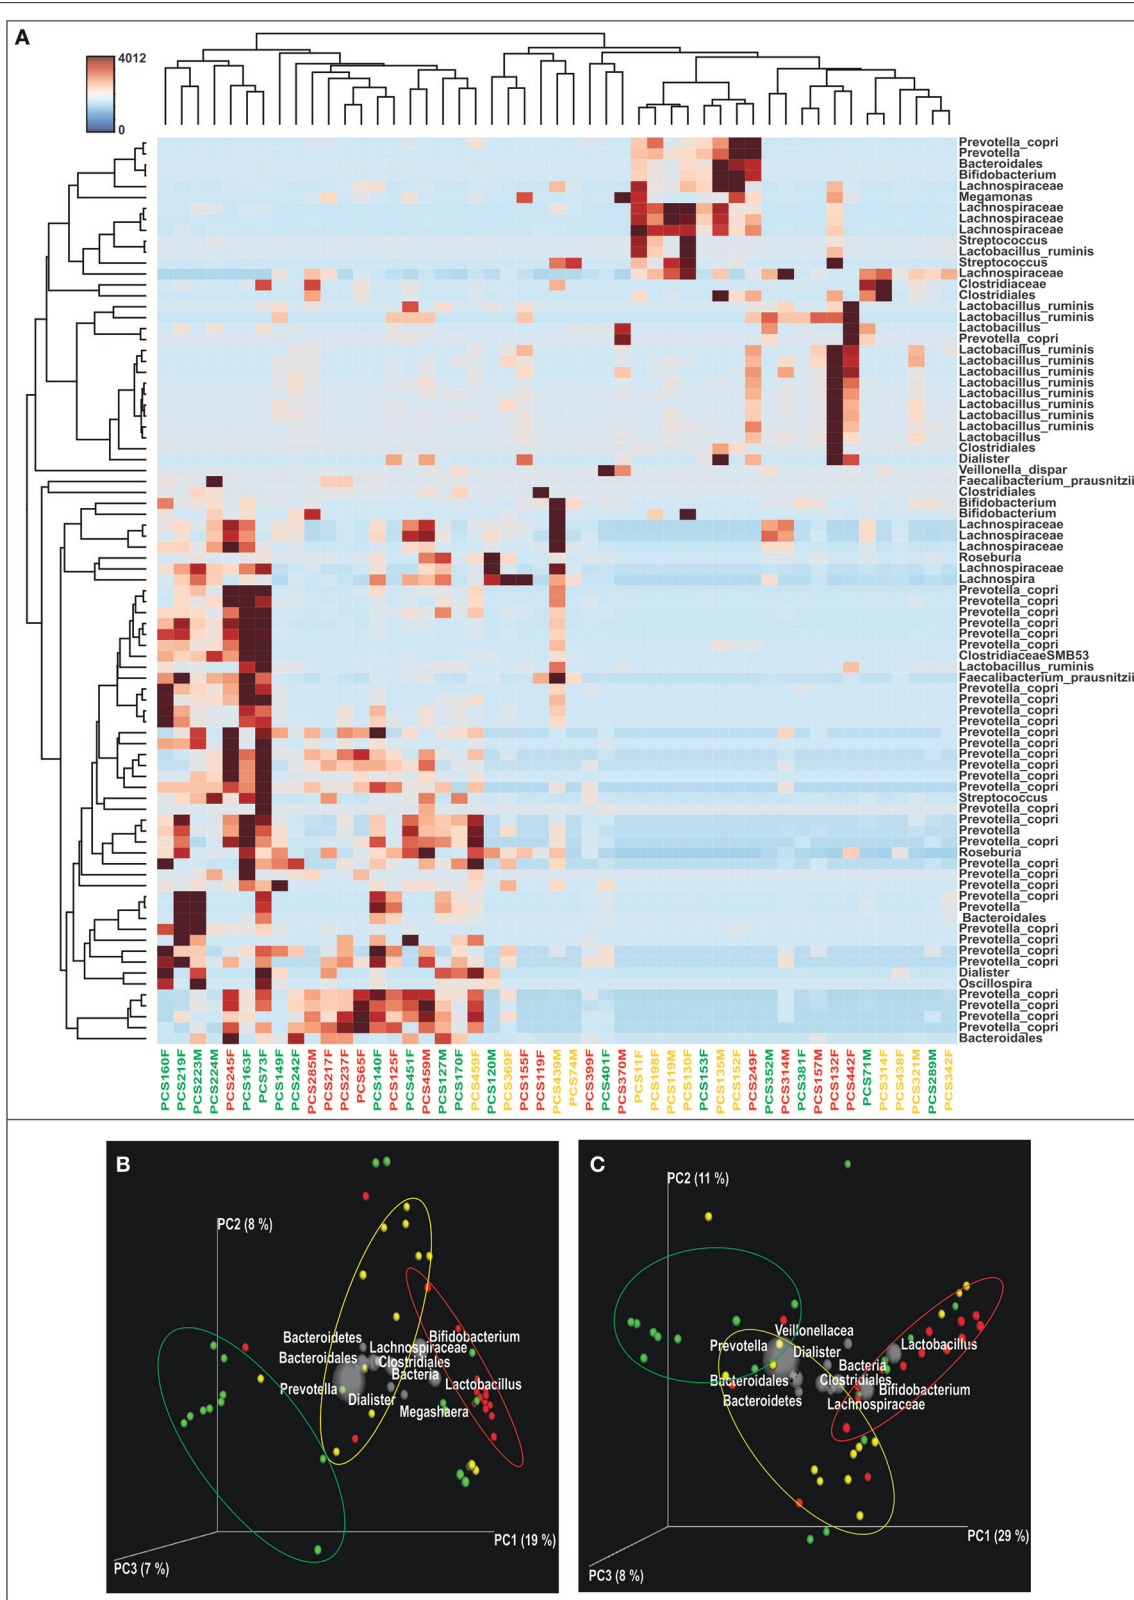 A
4012
0
Prevotella_copri
Prevotella
Bacteroidales
Bifidobacterium
Lachnospiraceae
Megamonas
Lachnospiraceae
Lachnospiraceae
Lachnospiraceae
Streptococcus
Lactobacillus_ruminis
Streptococcus
Lachnospiraceae
Clostridiaceae
Clostridiales
Lactobacillus_ruminis
Lactobacillus_ruminis
Lactobacillus
Prevotella_copri
Lactobacillus_ruminis
Lactobacillus_ruminis
Lactobacillus_ruminis
Lactobacillus_ruminis
Lactobacillus_ruminis
Lactobacillus_ruminis
Lactobacillus_ruminis
Lactobacillus_ruminis
Lactobacillus
Clostridiales
Dialister
Veillonella_dispar
Faecalibacterium_prausnitzii
Clostridiales
Bifidobacterium
Bifidobacterium
Lachnospiraceae
Lachnospiraceae
Lachnospiraceae
Roseburia
Lachnospiraceae
Lachnospira
Prevotella_copri
Prevotella_copri
Prevotella_copri
Prevotella_copri
Prevotella_copri
Prevotella_copri
ClostridiaceaeSMB53
Lactobacillus_ruminis
Faecalibacterium_prausnitzii
Prevotella_copri
Prevotella_copri
Prevotella_copri
Prevotella_copri
Prevotella_copri
Prevotella_copri
Prevotella_copri
Prevotella_copri
Prevotella_copri
Prevotella_copri
Streptococcus
Prevotella_copri
Prevotella_copri
Prevotella
Prevotella_copri
Roseburia
Prevotella_copri
Prevotella_copri
Prevotella_copri
Prevotella_copri
Prevotella
Bacteroidales
Prevotella_copri
Prevotella_copri
Prevotella_copri
Prevotella_copri
Dialister
Oscillospira
Prevotella_copri
Prevotella_copri
Prevotella_copri
Prevotella_copri
Bacteroidales
PCS160F
PCS219F
PCS223M
PCS224M
PCS245F
PCS163F
PCS73F
PCS149F
PCS242F
PCS285M
PCS217F
PCS237F
PCS65F
PCS140F
PCS125F
PCS451F
PCS459M
PCS127M
PCS170F
PCS459F
PCS120M
PCS369F
PCS155F
PCS119F
PCS439M
PCS74M
PCS399F
PCS401F
PCS370M
PCS11F
PCS198F
PCS119M
PCS130F
PCS153F
PCS135M
PCS152F
PCS249F
PCS352M
PCS314M
PCS381F
PCS157M
PCS132F
PCS442F
PCS71M
PCS314F
PCS438F
PCS321M
PCS289M
PCS342F
B
PC2 (8 %)
Bacteroidetes
Bifidobacterium
Lachnospiraceae
Bacteroidales
Clostridiales
Bacteria
Prevotella
Lactobacillus
Dialister
Megashaera
PC1 (19 %)
PC3 (7 %)
C
PC2 (11 %)
Veillonellacea
Prevotella
Lactobacillus
Dialister
Bacteria
Bacteroidales
Clostridiales
Bifidobacterium
Bacteroidetes
Lachnospiraceae
PC1 (29 %)
PC3 (8 %)